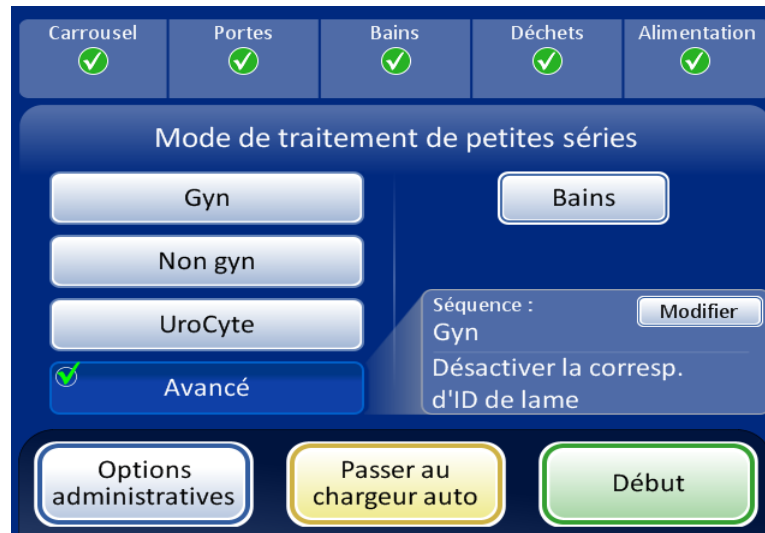 Carrousel
Portes
Bains
Déchets
Alimentation
Mode de traitement de petites séries
Gyn
Bains
Non gyn
UroCyte
Séquence :
Modifier
Gyn
Avancé
Désactiver la corresp.
d'ID de lame
Options
administratives
Passer au
chargeur auto
Début